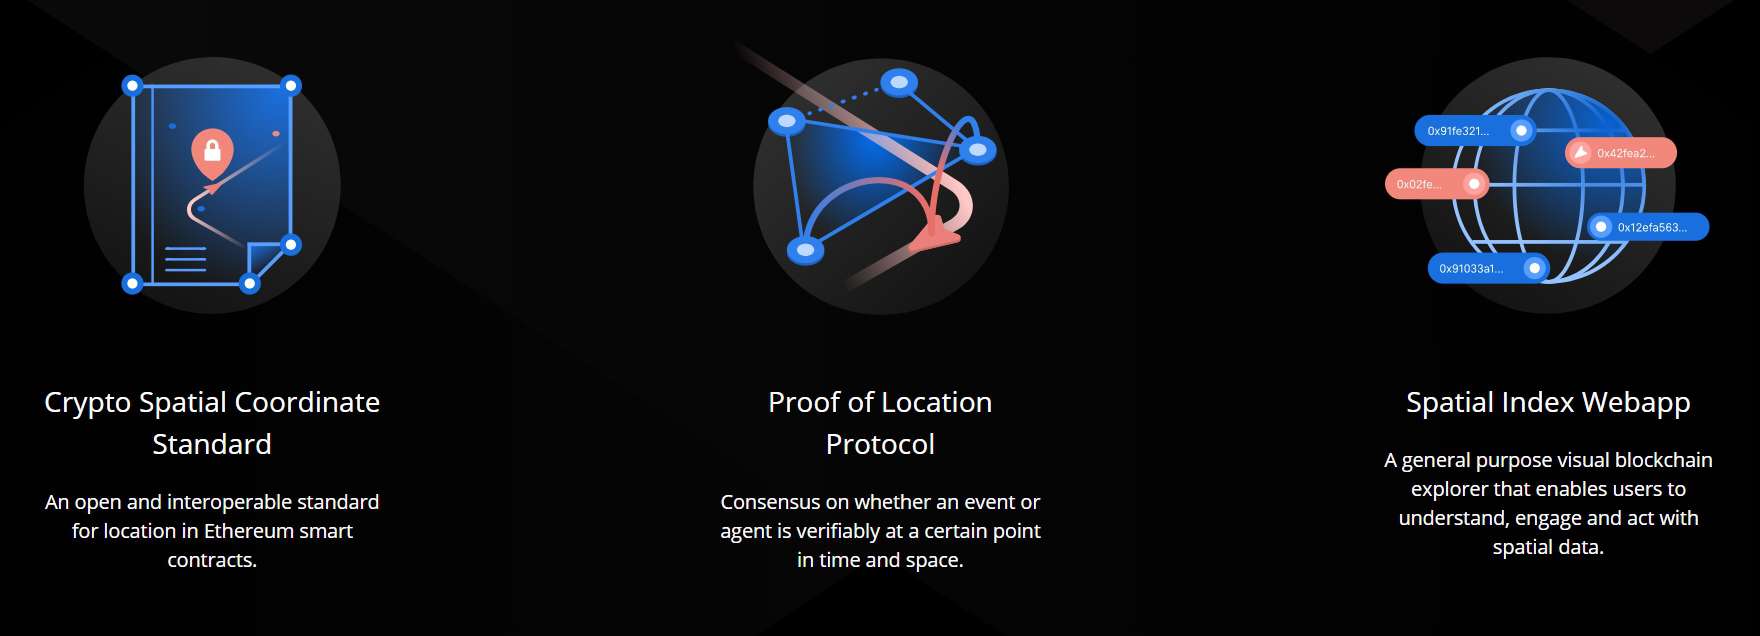 0x91fe321...
0x42fea2...
0x02fe...
0x12efa563...
0x91033a1...
Crypto Spatial Coordinate
Standard
An open and interoperable standard
for location in Ethereum smart
contracts.
Proof of Location
Protocol
Consensus on whether an event or
agent is verifiably at a certain point
in time and space.
Spatial Index Webapp
A general purpose visual blockchain
explorer that enables users to
understand, engage and act with
spatial data.